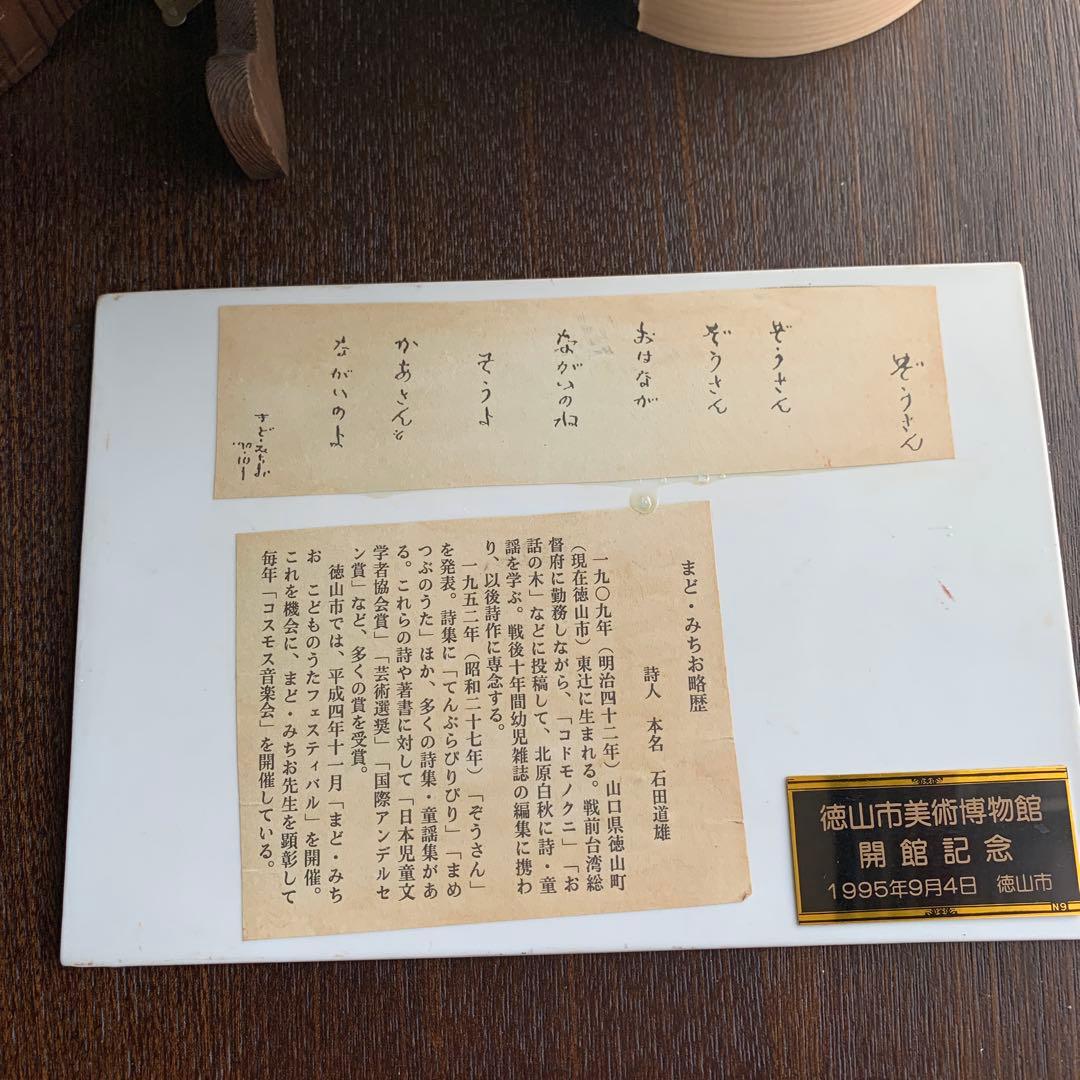 ぞうさん
ぞうさん
ぞうさん
おはなが
ながいのね
そうよ
かあさんも
ながいのよ
まど・みちお
まど・みちお略歴
詩人　本名　石田道雄
一九〇九年（明治四十二年）山口県徳山町
（現在徳山市）東辻に生まれる。戦前台湾総
督府に勤務しながら、「コドモノクニ」「お
話の木」などに投稿して、北原白秋に詩・童
謡を学ぶ。戦後十年間幼児雑誌の編集に携わ
り、以後詩作に専念する。
一九五二年（昭和二十七年）「ぞうさん」
を発表。詩集に「てんぷらぴりぴり」「まめ
つぶのうた」ほか、多くの詩集・童謡集があ
る。これらの詩や著書に対して「日本児童文
学者協会賞」「芸術選奨」「国際アンデルセ
ン賞」など、多くの賞を受賞。
徳山市では、平成四年十一月「まど・みち
お　こどものうたフェスティバル」を開催。
これを機会に、まど・みちお先生を顕彰して
毎年「コスモス音楽会」を開催している。
徳山市美術博物館
開館記念
1995年9月4日　徳山市
N9